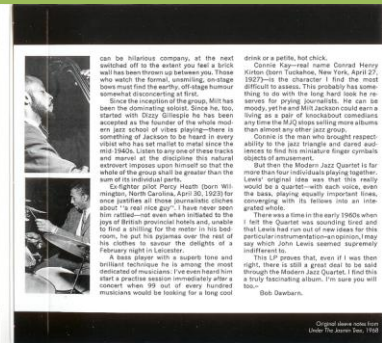 can be hilarious company, at the next
switched off to the extent you feel a brick
wall has been thrown up between you. Those
who watch the formal, unsmiling, on-stage
bows must find the earthy, off-stage humour
somewhat disconcerting at first.
Since the inception of the group, Milt has
been the dominating soloist. Since he, too,
started with Dizzy Gillespie he has been
accepted as the founder of the whole mod-
ern jazz school of vibes playing—there is
something of Jackson to be heard in every
vibist who has set mallet to metal since the
mid-1940s. Listen to any one of these tracks
and marvel at the discipline this natural
extrovert imposes upon himself so that the
whole of the group shall be greater than the
sum of its individual parts.
Ex-fighter pilot Percy Heath (born Wil-
mington, North Carolina, April 30, 1923) for
once justifies all those journalistic cliches
about "a real nice guy". I have never seen
him rattled—not even when initiated to the
joys of British provincial hotels and, unable
to find a shilling for the meter in his bed-
room, he put his pyjamas over the rest of
his clothes to savour the delights of a
February night in Leicester.
A bass player with a superb tone and
brilliant technique he is among the most
dedicated of musicians: I've even heard him
start a practise session immediately after a
concert when 99 out of every hundred
musicians would be looking for a long cool
drink or a petite, hot chick.
Connie Kay—real name Conrad Henry
Kirton (born Tuckahoe, New York, April 27,
1927)—is the character I find the most
difficult to assess. This probably has some-
thing to do with the long hard look he re-
serves for prying journalists. He can be
moody, yet he and Milt Jackson could earn a
living as a pair of knockabout comedians
any time the MJQ stops selling more albums
than almost any other jazz group.
Connie is the man who brought respect-
ability to the jazz triangle and dared aud-
iences to find his miniature finger cymbals
objects of amusement.
But then the Modern Jazz Quartet is far
more than four individuals playing together.
Lewis' original idea was that this really
would be a quartet—with each voice, even
the bass, playing equally important lines,
converging with its fellows into an inte-
grated whole.
There was a time in the early 1960s when
I felt the Quartet was sounding tired and
that Lewis had run out of new ideas for this
particular instrumentation—an opinion, I may
say which John Lewis seemed supremely
indifferent to.
This LP proves that, even if I was then
right, there is still a great deal to be said
through the Modern Jazz Quartet. I find this
a truly fascinating album. I'm sure you will
too.
Bob Dawbarn.
Original sleeve notes from
Under The Jasmin Tree, 1968